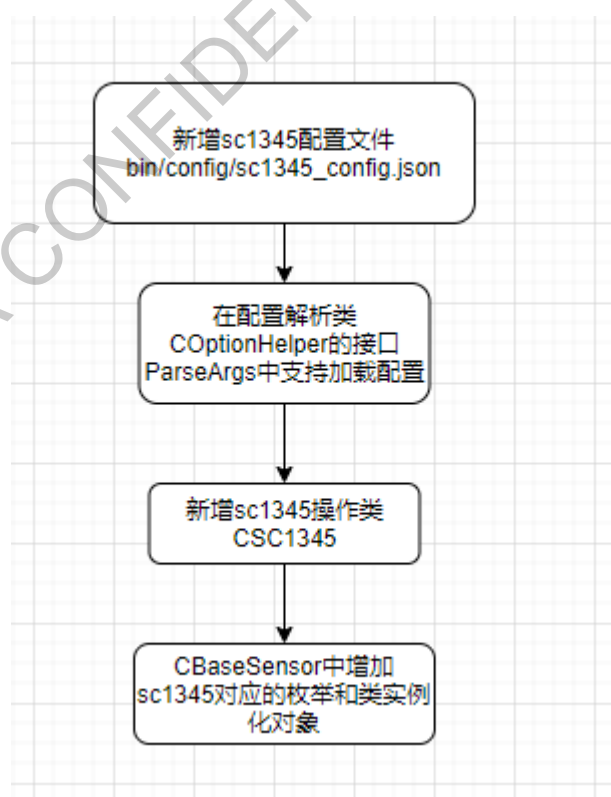 CONFIDE
新增sc1345配置文件
bin/config/sc1345_config.json
在配置解析类
COptionHelper的接口
ParseArgs中支持加载配置
新增sc1345操作类
CSC1345
CBaseSensor中增加
sc1345对应的枚举和类实例
化对象